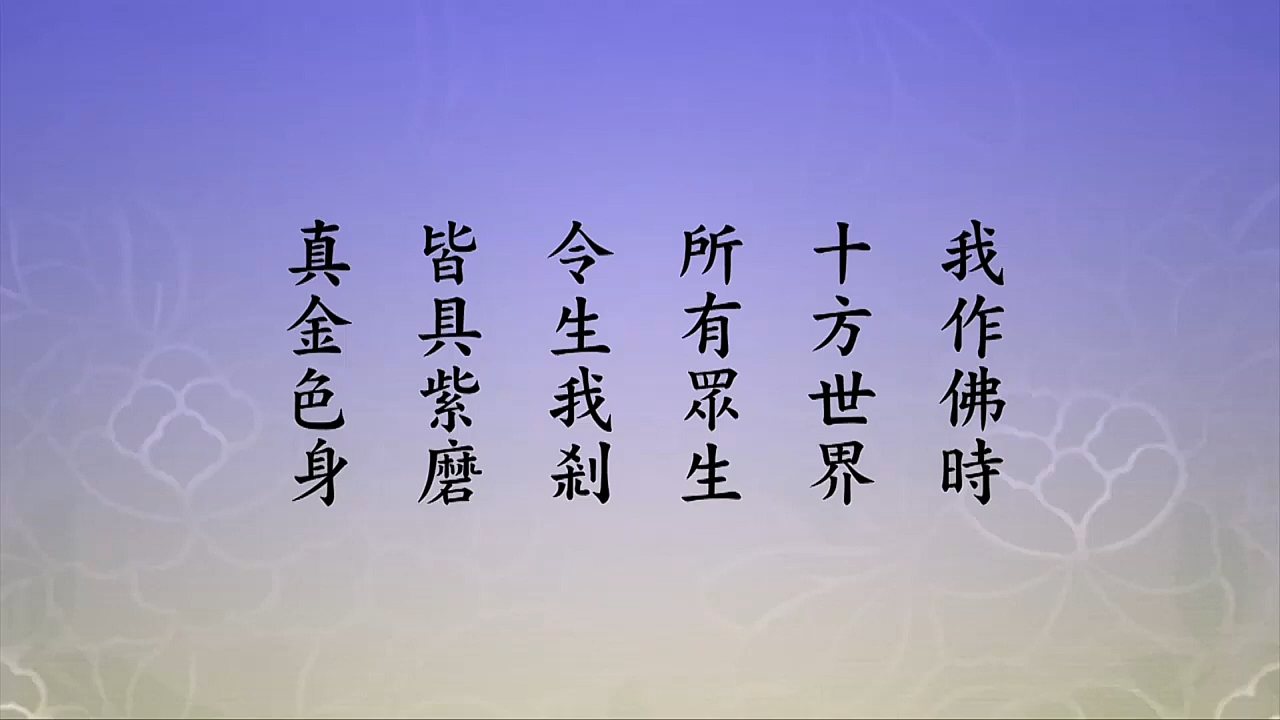 我作佛時
十方世界
所有眾生
令生我剎
皆具紫磨
真金色身